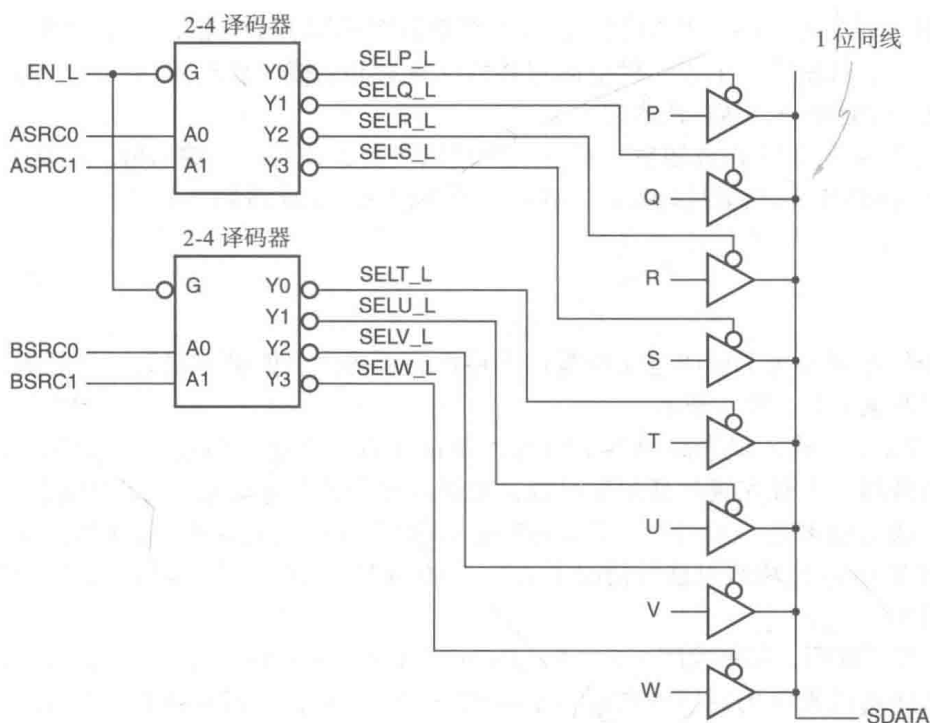 2-4 译码器
1 位同线
EN_L
G
Y0
SELP_L
Y1
SELQ_L
ASRC0
A0
Y2
SELR_L
ASRC1
A1
Y3
SELS_L
P
Q
2-4 译码器
G
Y0
SELT_L
Y1
SELU_L
BSRC0
A0
Y2
SELV_L
BSRC1
A1
Y3
SELW_L
R
S
T
U
V
W
SDATA